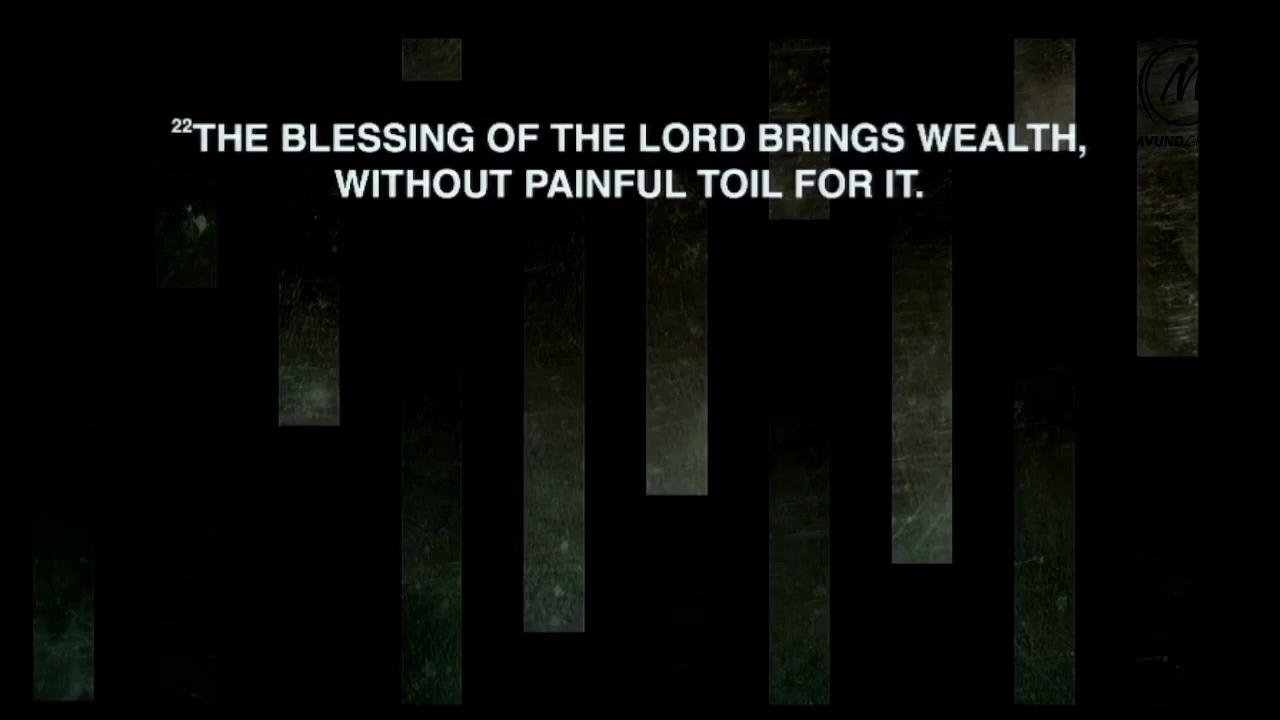 ²²THE BLESSING OF THE LORD BRINGS WEALTH,
WITHOUT PAINFUL TOIL FOR IT.